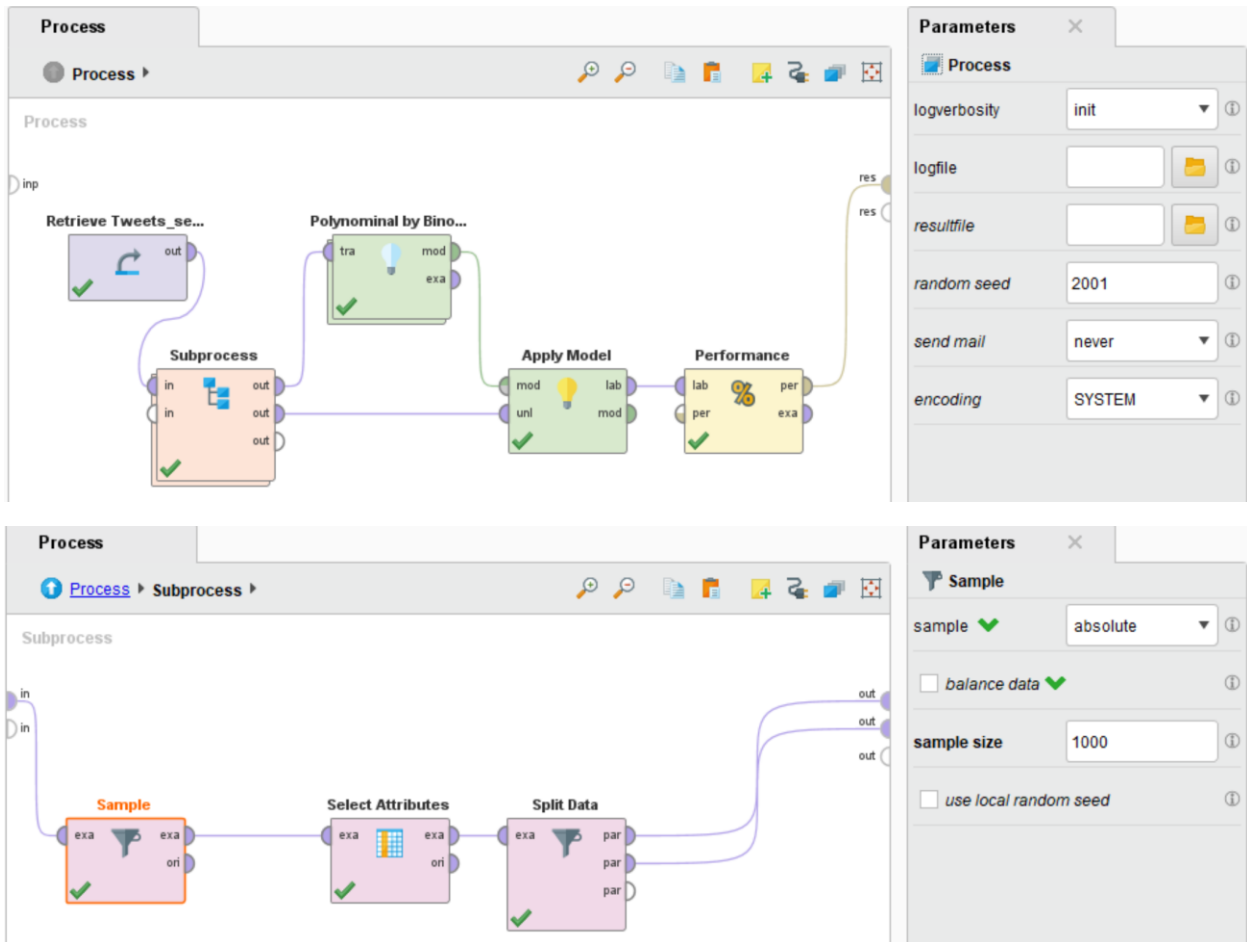 Process
Process
Process
inp
res
res
Retrieve Tweets_se...
out
Polynominal by Bino...
tra mod
exa
Subprocess
in out
in out
out
Apply Model
mod lab
unl mod
Performance
lab % per
per exa
Parameters
Process
logverbosity init
logfile
resultfile
random seed 2001
send mail never
encoding SYSTEM
Process
Process Subprocess
Subprocess
in
in
out
out
out
Sample
exa exa
ori
Select Attributes
exa exa
ori
Split Data
exa par
par
par
Parameters
Sample
sample absolute
balance data
sample size 1000
use local random seed